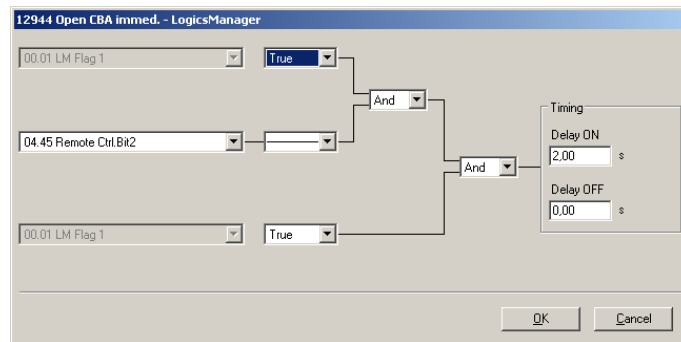 12944 Open CBA immed. - LogicsManager
00.01 LM Flag 1 True
And
Timing
Delay ON
04.45 Remote Ctrl.Bit2
2,00 s
And
Delay OFF
0,00 s
00.01 LM Flag 1 True
OK Cancel